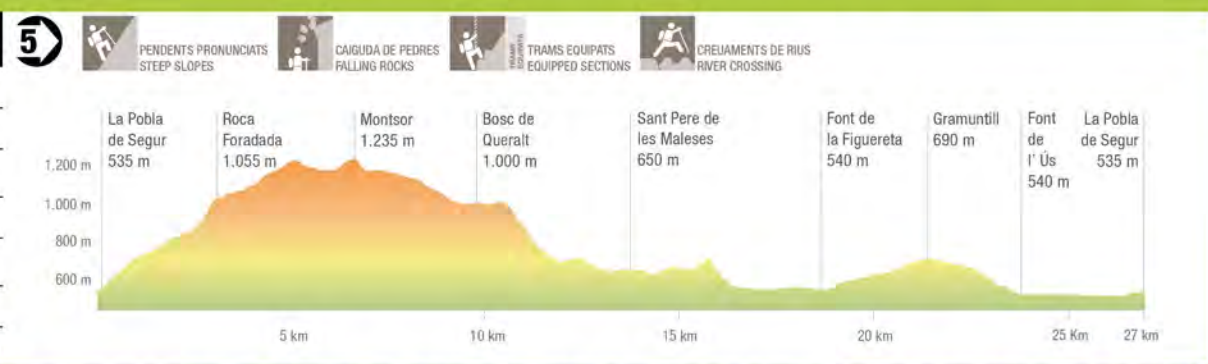 5
PENDENTS PRONUNCIATS
STEEP SLOPES
CAIGUDA DE PEDRES
FALLING ROCKS
TRAMS EQUIPATS
TRAMS EQUIPATS
EQUIPPED SECTIONS
CREUAMENTS DE RIUS
RIVER CROSSING
La Pobla
de Segur
535 m
Roca
Foradada
1.055 m
Montsor
1.235 m
Bosc de
Queralt
1.000 m
Sant Pere de
les Maleses
650 m
Font de
la Figuereta
540 m
Gramuntill
690 m
Font
de
l' Ús
540 m
La Pobla
de Segur
535 m
1,200 m
1.000 m
800 m
600 m
5 km
10 km
15 km
20 km
25 Km
27 km